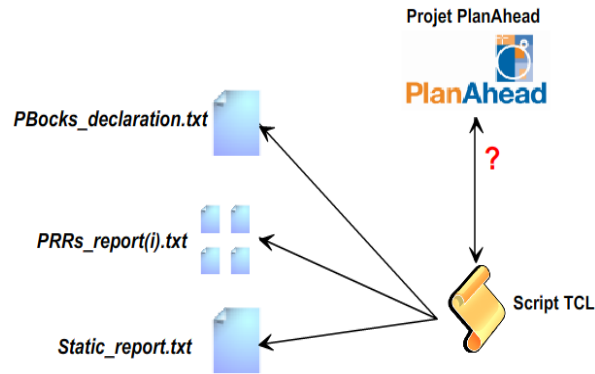 Projet PlanAhead
PlanAhead
PBocks_declaration.txt
?
PRRs_report(i).txt
Script TCL
Static_report.txt